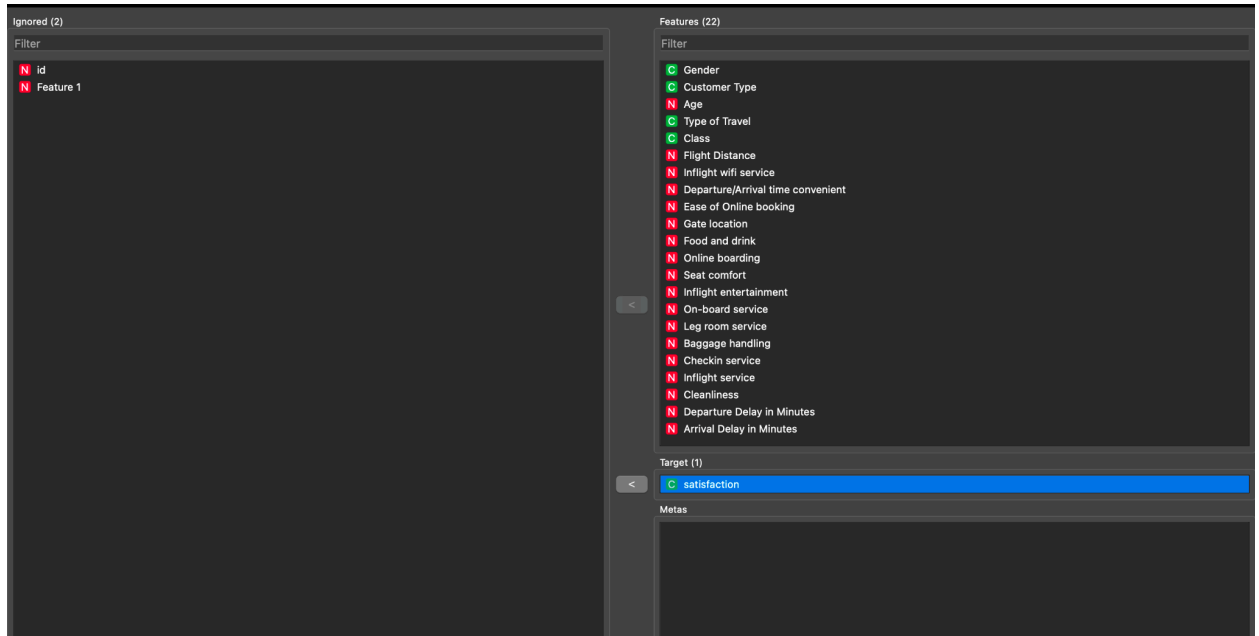 Ignored (2)
Filter
N id
N Feature 1
<
<
Features (22)
Filter
C Gender
C Customer Type
N Age
C Type of Travel
C Class
N Flight Distance
N Inflight wifi service
N Departure/Arrival time convenient
N Ease of Online booking
N Gate location
N Food and drink
N Online boarding
N Seat comfort
N Inflight entertainment
N On-board service
N Leg room service
N Baggage handling
N Checkin service
N Inflight service
N Cleanliness
N Departure Delay in Minutes
N Arrival Delay in Minutes
Target (1)
C satisfaction
Metas